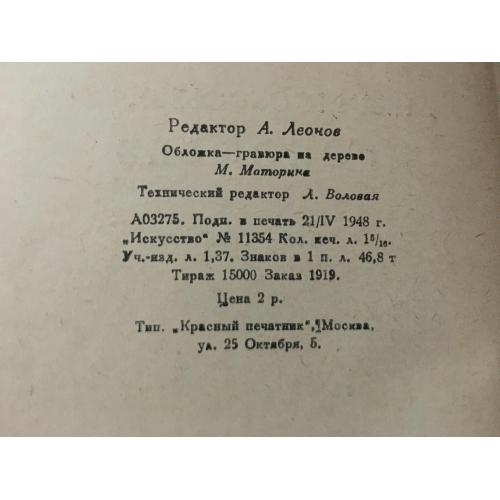 Редактор А. Леонов
Обложка—гравюра на дереве
М. Маторина
Технический редактор Л. Воловая
А03275. Подп. в печать 21/IV 1948 г.
„Искусство" № 11354 Кол. печ. л. 1⁵/₁₆.
Уч.-изд. л. 1,37. Знаков в 1 п. л. 46,8 т
Тираж 15000 Заказ 1919.
Цена 2 р.
Тип. „Красный печатник", Москва,
ул. 25 Октября, 5.